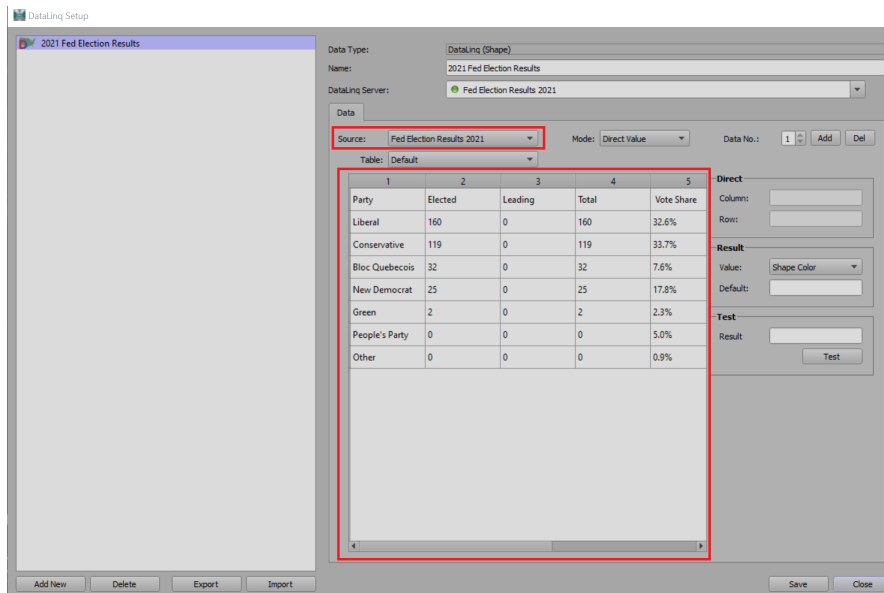 DataLinq Setup
2021 Fed Election Results
Data Type: DataLinq (Shape)
Name: 2021 Fed Election Results
DataLinq Server: Fed Election Results 2021
Data
Source: Fed Election Results 2021 Mode: Direct Value Data No.: 1 Add Del
Table: Default
1 2 3 4 5
Party Elected Leading Total Vote Share
Liberal 160 0 160 32.6%
Conservative 119 0 119 33.7%
Bloc Quebecois 32 0 32 7.6%
New Democrat 25 0 25 17.8%
Green 2 0 2 2.3%
People's Party 0 0 0 5.0%
Other 0 0 0 0.9%
Direct
Column:
Row:
Result
Value: Shape Color
Default:
Test
Result
Test
Add New Delete Export Import Save Close